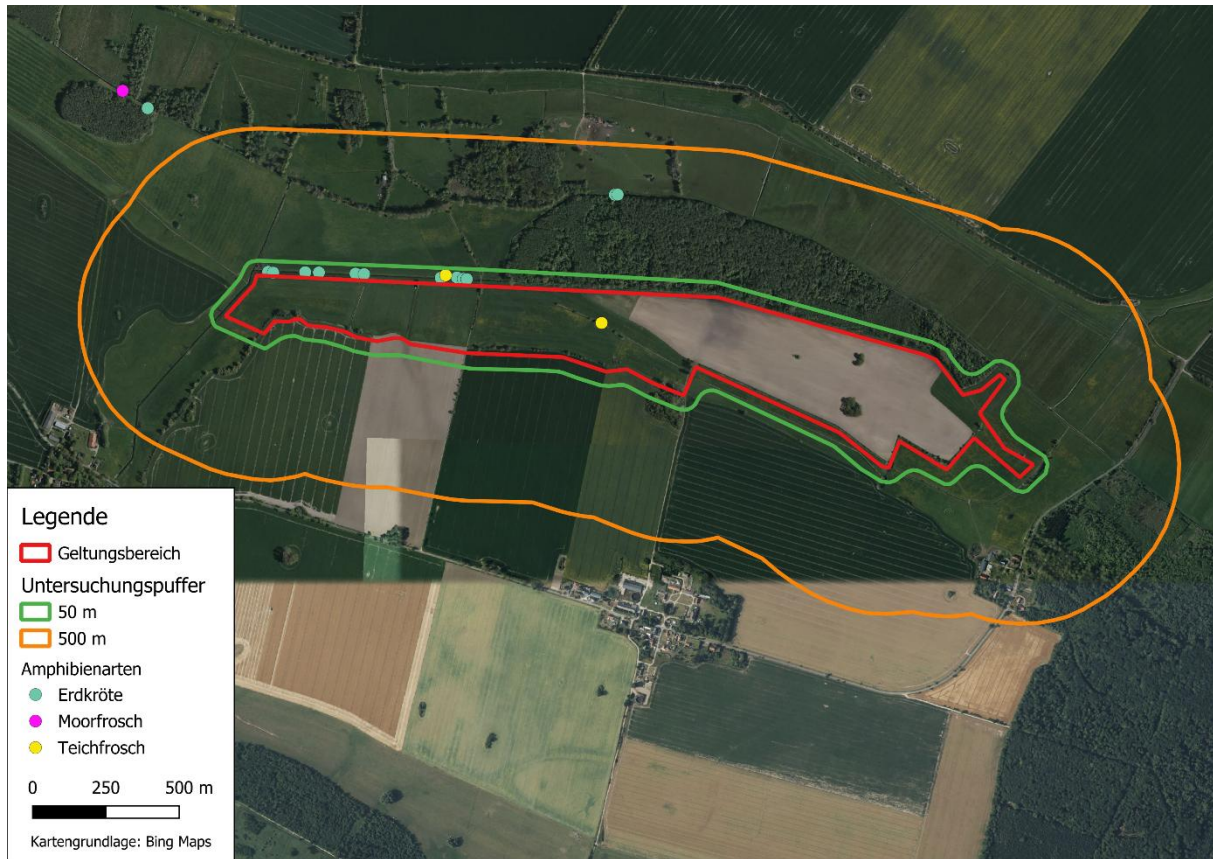 Legende
Geltungsbereich
Untersuchungspuffer
50 m
500 m
Amphibienarten
Erdkröte
Moorfrosch
Teichfrosch
0 250 500 m
Kartengrundlage: Bing Maps